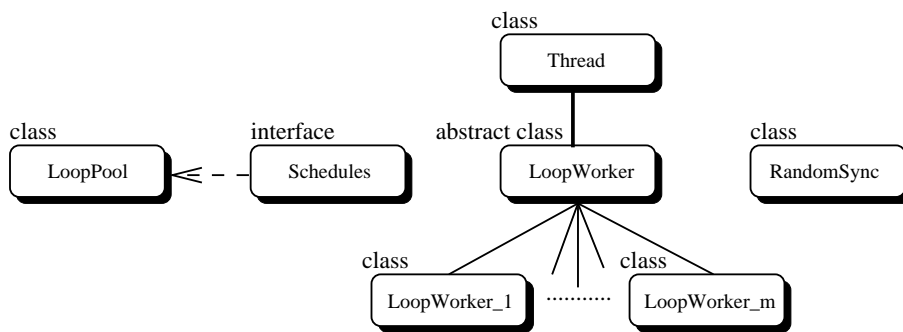 class
Thread
class
interface
abstract class
class
LoopPool
Schedules
LoopWorker
RandomSync
class
class
LoopWorker_1
LoopWorker_m